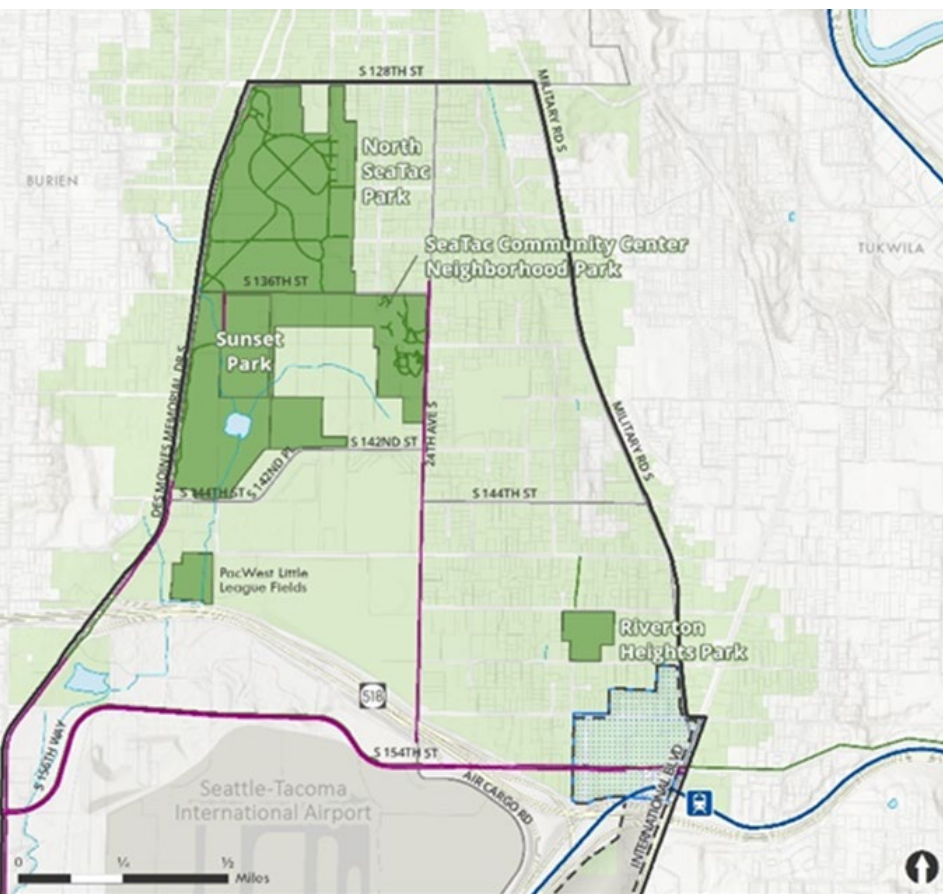 S 128TH ST
MILITARY RD S
North
SeaTac
Park
BURIEN
TUKWILA
SeaTac Community Center
Neighborhood Park
S 136TH ST
Sunset
Park
DES MOINES MEMORIAL DR S
24TH AVE S
MILITARY RD S
S 142ND ST
S 142ND PL
S 144TH ST
S 144TH ST
PacWest Little
League Fields
Riverton
Heights Park
518
S 156TH WAY
S 154TH ST
AIR CARGO RD
INTERNATIONAL BLVD
Seattle-Tacoma
International Airport
0 ¼ ½
Miles